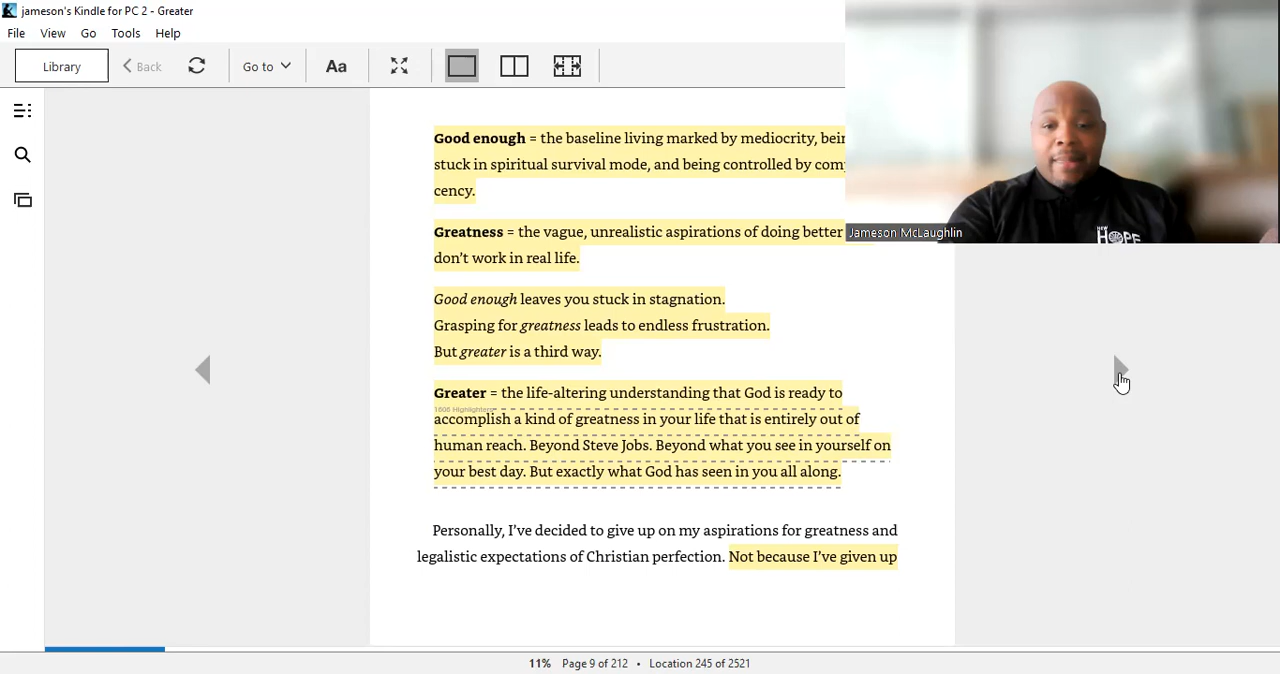 jameson's Kindle for PC 2 - Greater
File View Go Tools Help
Library Back Go to Aa
Good enough = the baseline living marked by mediocrity,
stuck in spiritual survival mode, and being controlled by
cency.
Greatness = the vague, unrealistic aspirations of doing better
don't work in real life.
Good enough leaves you stuck in stagnation.
Grasping for greatness leads to endless frustration.
But greater is a third way.
Greater = the life-altering understanding that God is ready to
1606 Highlighters
accomplish a kind of greatness in your life that is entirely out of
human reach. Beyond Steve Jobs. Beyond what you see in yourself on
your best day. But exactly what God has seen in you all along.
Personally, I've decided to give up on my aspirations for greatness and
legalistic expectations of Christian perfection. Not because I've given up
11% Page 9 of 212 • Location 245 of 2521
Jameson McLaughlin
NEW
HOPE